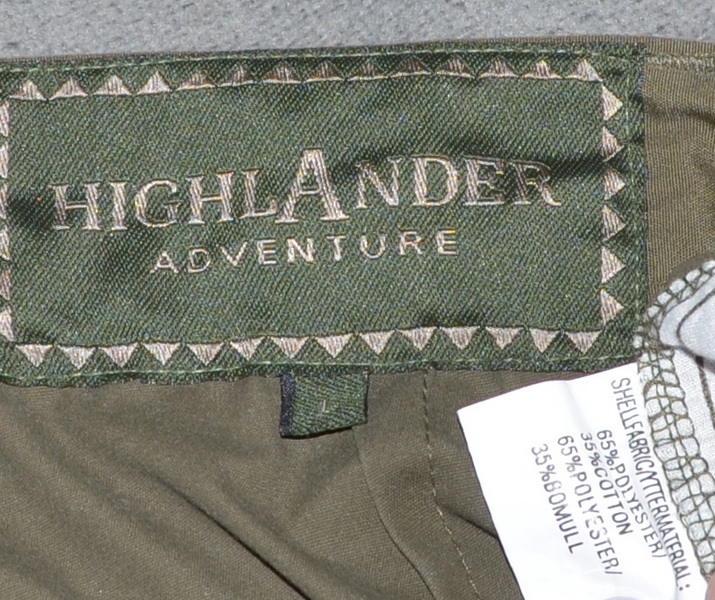 HIGHLANDER
ADVENTURE
L
SHELLFABRIC/YTTERMATERIAL:
65%POLYESTER/
35%COTTON
65%POLYESTER/
35%BOMULL